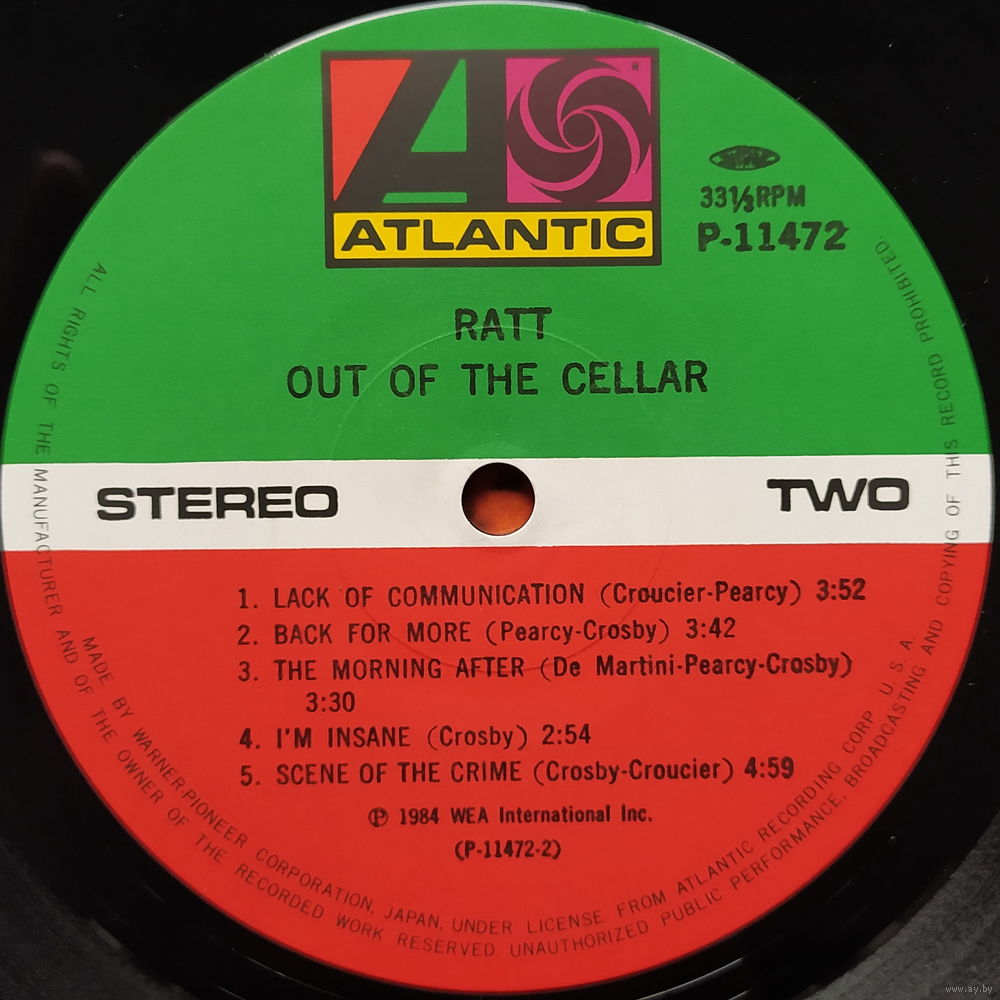 ATLANTIC
33⅓RPM
P-11472
RATT
OUT OF THE CELLAR
STEREO
TWO
1. LACK OF COMMUNICATION (Croucier-Pearcy) 3:52
2. BACK FOR MORE (Pearcy-Crosby) 3:42
3. THE MORNING AFTER (De Martini-Pearcy-Crosby)
3:30
4. I'M INSANE (Crosby) 2:54
5. SCENE OF THE CRIME (Crosby-Croucier) 4:59
℗ 1984 WEA International Inc.
(P-11472-2)
MADE BY WARNER-PIONEER CORPORATION, JAPAN, UNDER LICENSE FROM ATLANTIC RECORDING CORP. U. S. A.
ALL RIGHTS OF THE MANUFACTURER AND OF THE OWNER OF THE RECORDED WORK RESERVED UNAUTHORIZED PUBLIC PERFORMANCE, BROADCASTING AND COPYING OF THIS RECORD PROHIBITED.
www.ay.by